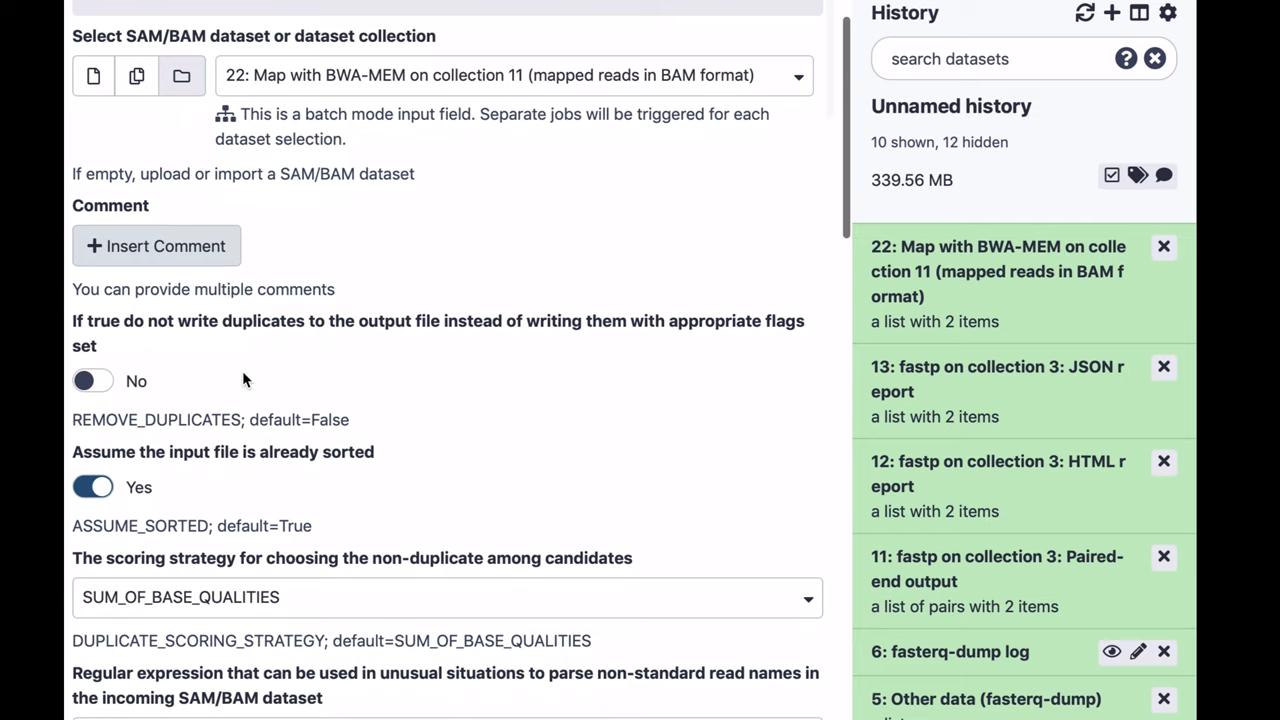 Select SAM/BAM dataset or dataset collection
22: Map with BWA-MEM on collection 11 (mapped reads in BAM format)
This is a batch mode input field. Separate jobs will be triggered for each
dataset selection.
If empty, upload or import a SAM/BAM dataset
Comment
+ Insert Comment
You can provide multiple comments
If true do not write duplicates to the output file instead of writing them with appropriate flags
set
No
REMOVE_DUPLICATES; default=False
Assume the input file is already sorted
Yes
ASSUME_SORTED; default=True
The scoring strategy for choosing the non-duplicate among candidates
SUM_OF_BASE_QUALITIES
DUPLICATE_SCORING_STRATEGY; default=SUM_OF_BASE_QUALITIES
Regular expression that can be used in unusual situations to parse non-standard read names in
the incoming SAM/BAM dataset
History
search datasets
Unnamed history
10 shown, 12 hidden
339.56 MB
22: Map with BWA-MEM on colle
ction 11 (mapped reads in BAM f
ormat)
a list with 2 items
13: fastp on collection 3: JSON r
eport
a list with 2 items
12: fastp on collection 3: HTML r
eport
a list with 2 items
11: fastp on collection 3: Paired-
end output
a list of pairs with 2 items
6: fasterq-dump log
5: Other data (fasterq-dump)